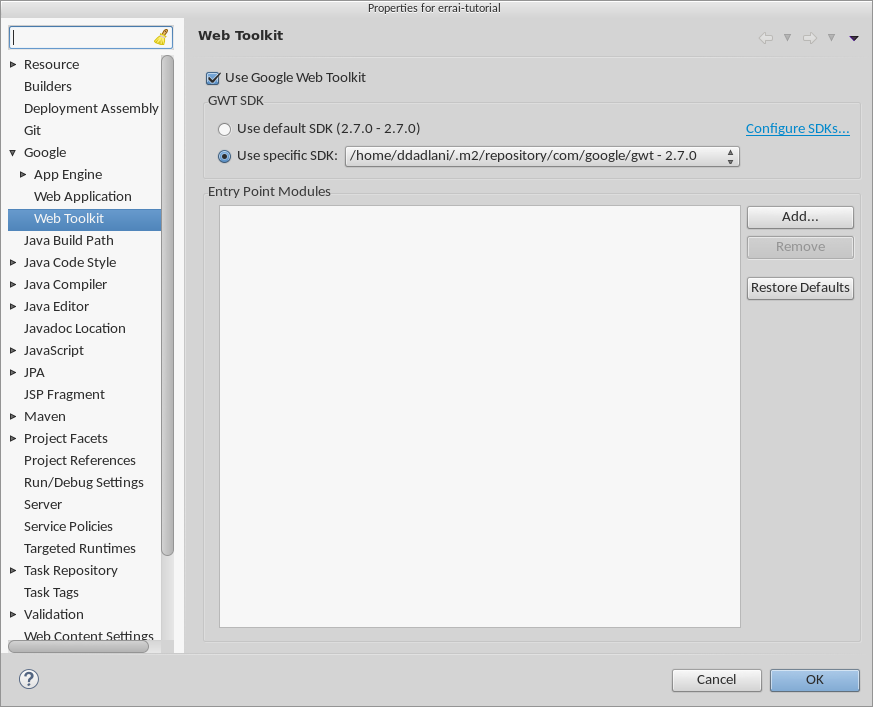 Properties for errai-tutorial
Resource
Builders
Deployment Assembly
Git
Google
App Engine
Web Application
Web Toolkit
Java Build Path
Java Code Style
Java Compiler
Java Editor
Javadoc Location
JavaScript
JPA
JSP Fragment
Maven
Project Facets
Project References
Run/Debug Settings
Server
Service Policies
Targeted Runtimes
Task Repository
Task Tags
Validation
Web Content Settings
Web Toolkit
Use Google Web Toolkit
GWT SDK
Use default SDK (2.7.0 - 2.7.0)
Configure SDKs...
Use specific SDK: /home/ddadlani/.m2/repository/com/google/gwt - 2.7.0
Entry Point Modules
Add...
Remove
Restore Defaults
?
Cancel
OK